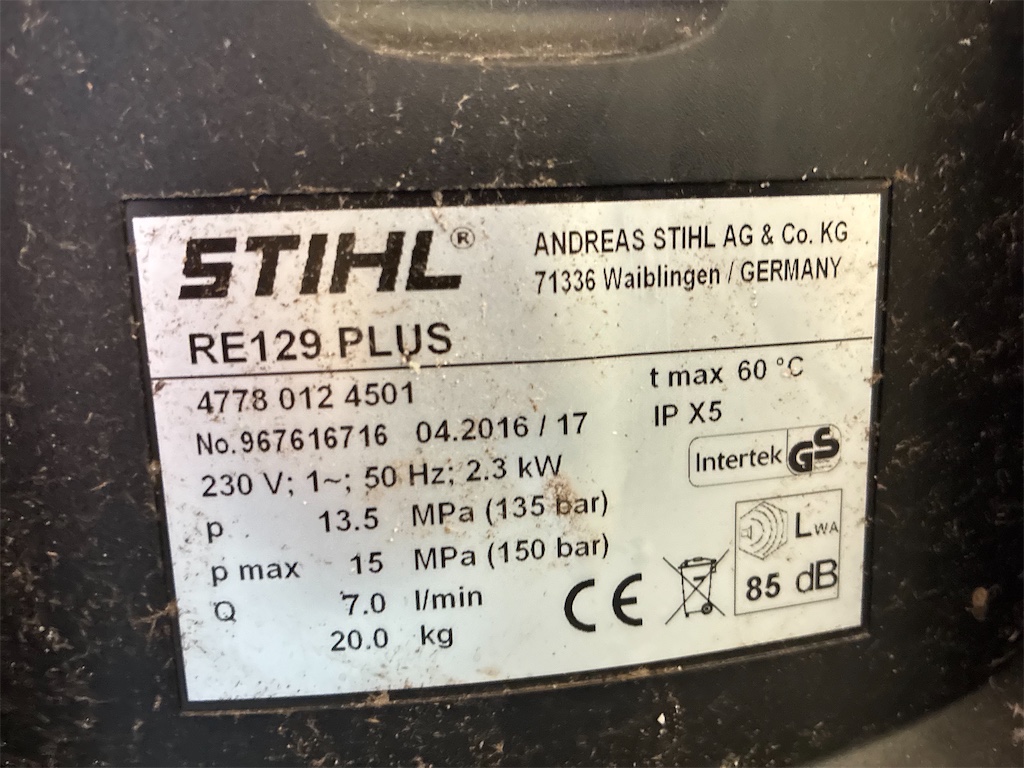 STIHL®
ANDREAS STIHL AG & Co. KG
71336 Waiblingen / GERMANY
RE129 PLUS
4778 012 4501
t max 60 °C
No.967616716 04.2016 / 17
IP X5
230 V; 1~; 50 Hz; 2.3 kW
Intertek GS
p 13.5 MPa (135 bar)
p max 15 MPa (150 bar)
LWA
85 dB
Q 7.0 l/min
CE
20.0 kg